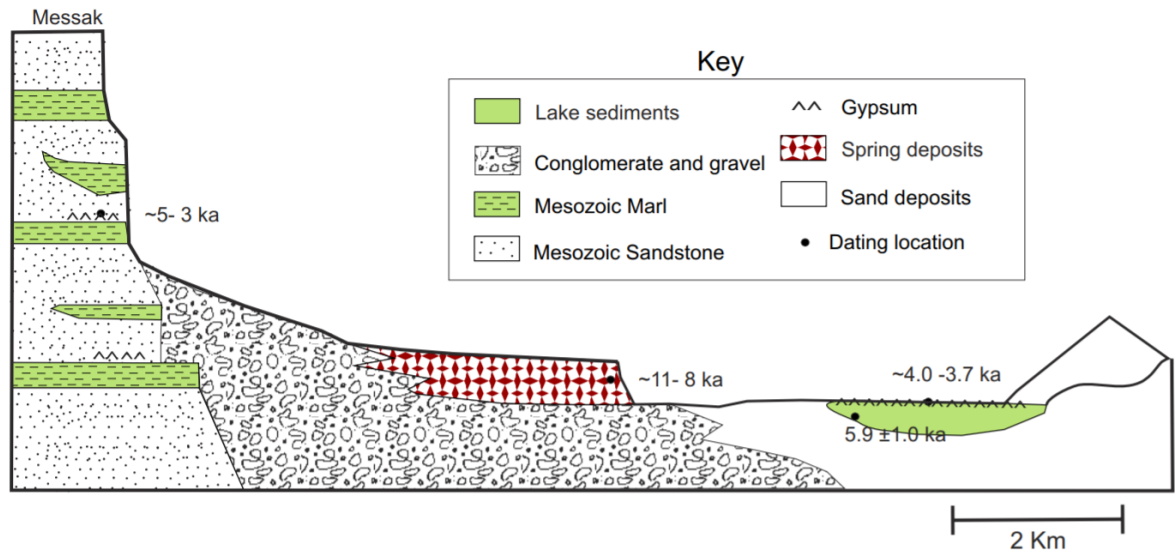 Messak
Key
Lake sediments
Conglomerate and gravel
Mesozoic Marl
Mesozoic Sandstone
Gypsum
Spring deposits
Sand deposits
Dating location
~5- 3 ka
~11- 8 ka
~4.0 -3.7 ka
5.9 ±1.0 ka
2 Km